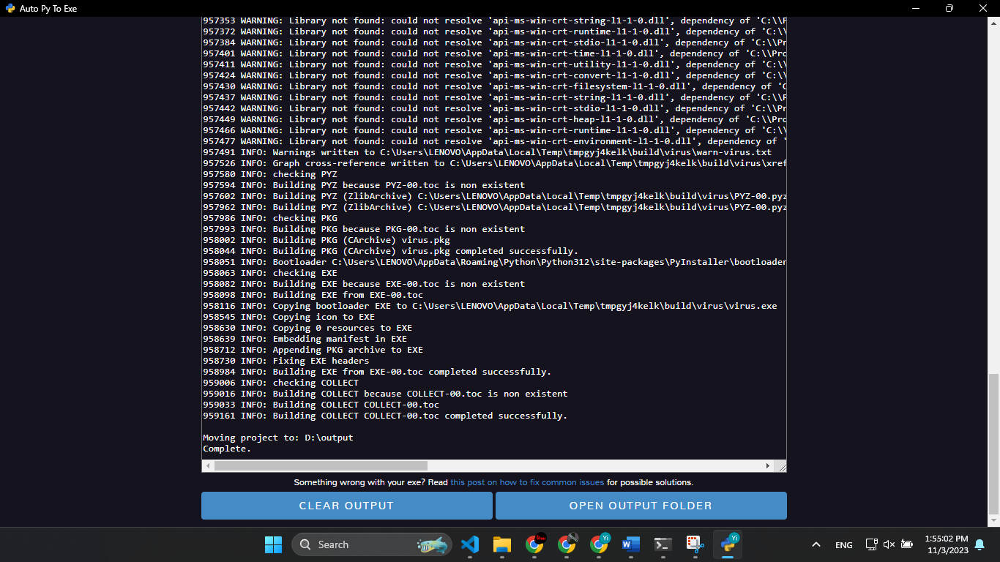 Auto Py To Exe
957353 WARNING: Library not found: could not resolve 'api-ms-win-crt-string-l1-1-0.dll', dependency of 'C:\\P
957372 WARNING: Library not found: could not resolve 'api-ms-win-crt-runtime-l1-1-0.dll', dependency of 'C:\\
957384 WARNING: Library not found: could not resolve 'api-ms-win-crt-stdio-l1-1-0.dll', dependency of 'C:\\Pr
957401 WARNING: Library not found: could not resolve 'api-ms-win-crt-time-l1-1-0.dll', dependency of 'C:\\Pro
957411 WARNING: Library not found: could not resolve 'api-ms-win-crt-utility-l1-1-0.dll', dependency of 'C:\\
957424 WARNING: Library not found: could not resolve 'api-ms-win-crt-convert-l1-1-0.dll', dependency of 'C:\\
957430 WARNING: Library not found: could not resolve 'api-ms-win-crt-filesystem-l1-1-0.dll', dependency of 'C
957437 WARNING: Library not found: could not resolve 'api-ms-win-crt-string-l1-1-0.dll', dependency of 'C:\\P
957442 WARNING: Library not found: could not resolve 'api-ms-win-crt-stdio-l1-1-0.dll', dependency of 'C:\\Pr
957449 WARNING: Library not found: could not resolve 'api-ms-win-crt-heap-l1-1-0.dll', dependency of 'C:\\Pro
957466 WARNING: Library not found: could not resolve 'api-ms-win-crt-runtime-l1-1-0.dll', dependency of 'C:\\
957477 WARNING: Library not found: could not resolve 'api-ms-win-crt-environment-l1-1-0.dll', dependency of '
957491 INFO: Warnings written to C:\Users\LENOVO\AppData\Local\Temp\tmpgyj4kelk\build\virus\warn-virus.txt
957526 INFO: Graph cross-reference written to C:\Users\LENOVO\AppData\Local\Temp\tmpgyj4kelk\build\virus\xref
957580 INFO: checking PYZ
957594 INFO: Building PYZ because PYZ-00.toc is non existent
957602 INFO: Building PYZ (ZlibArchive) C:\Users\LENOVO\AppData\Local\Temp\tmpgyj4kelk\build\virus\PYZ-00.pyz
957962 INFO: Building PYZ (ZlibArchive) C:\Users\LENOVO\AppData\Local\Temp\tmpgyj4kelk\build\virus\PYZ-00.pyz
957986 INFO: checking PKG
957993 INFO: Building PKG because PKG-00.toc is non existent
958002 INFO: Building PKG (CArchive) virus.pkg
958044 INFO: Building PKG (CArchive) virus.pkg completed successfully.
958051 INFO: Bootloader C:\Users\LENOVO\AppData\Roaming\Python\Python312\site-packages\PyInstaller\bootloader
958063 INFO: checking EXE
958082 INFO: Building EXE because EXE-00.toc is non existent
958098 INFO: Building EXE from EXE-00.toc
958116 INFO: Copying bootloader EXE to C:\Users\LENOVO\AppData\Local\Temp\tmpgyj4kelk\build\virus\virus.exe
958545 INFO: Copying icon to EXE
958630 INFO: Copying 0 resources to EXE
958639 INFO: Embedding manifest in EXE
958712 INFO: Appending PKG archive to EXE
958730 INFO: Fixing EXE headers
958984 INFO: Building EXE from EXE-00.toc completed successfully.
959006 INFO: checking COLLECT
959016 INFO: Building COLLECT because COLLECT-00.toc is non existent
959033 INFO: Building COLLECT COLLECT-00.toc
959161 INFO: Building COLLECT COLLECT-00.toc completed successfully.
Moving project to: D:\output
Complete.
Something wrong with your exe? Read this post on how to fix common issues for possible solutions.
CLEAR OUTPUT OPEN OUTPUT FOLDER
Search Yi W Yi ENG 1:55:02 PM
11/3/2023